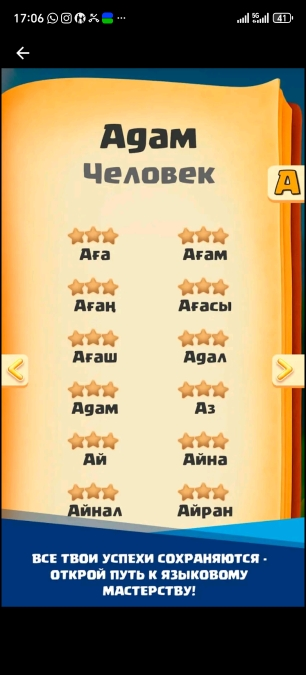 17:06
5G
41
Адам
Человек
А
Аға Ағам
Ағаң Ағасы
Ағаш Адал
Адам Аз
Ай Айна
Айнал Айран
ВСЕ ТВОИ УСПЕХИ СОХРАНЯЮТСЯ -
ОТКРОЙ ПУТЬ К ЯЗЫКОВОМУ
МАСТЕРСТВУ!